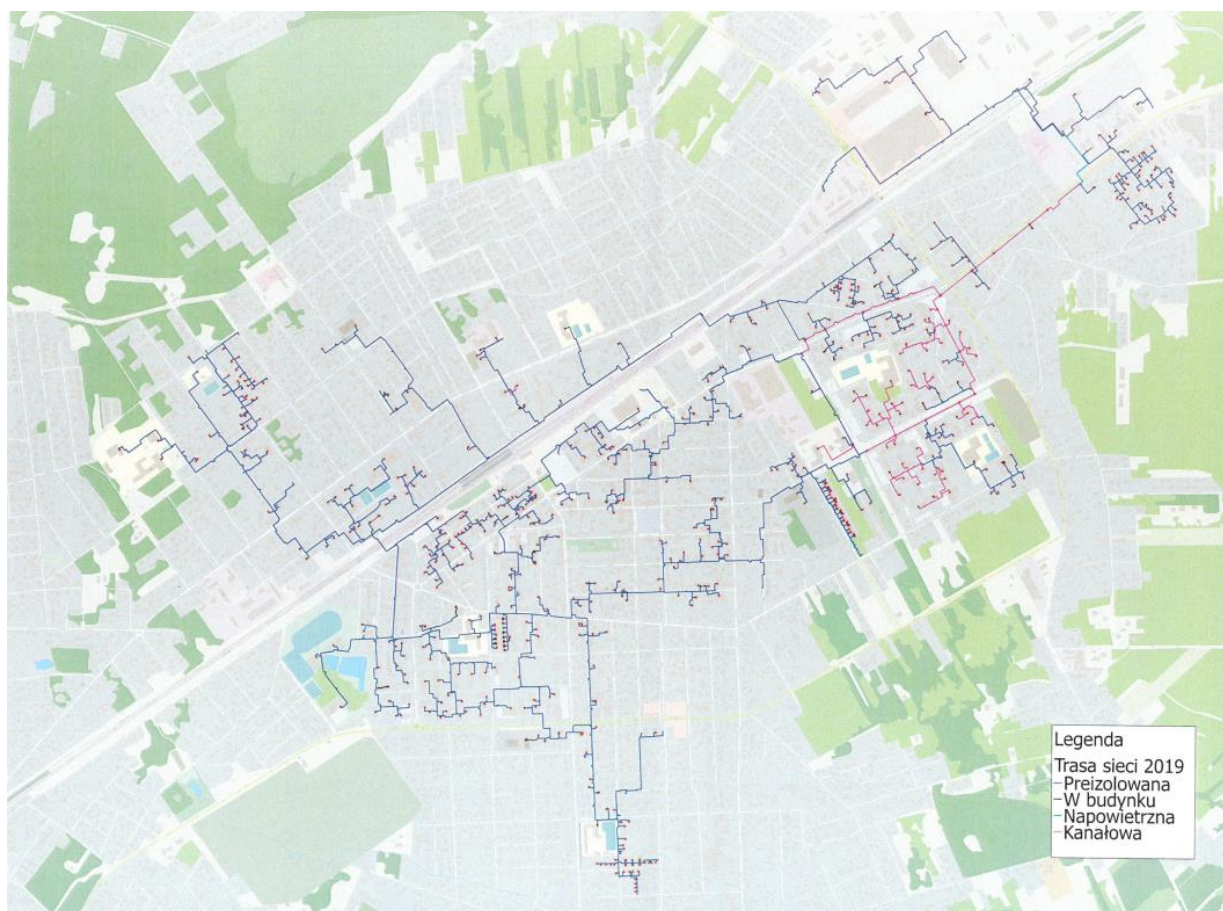 Legenda
Trasa sieci 2019
Preizolowana
W budynku
Napowietrzna
Kanałowa